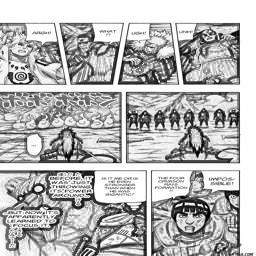 ARGH!
WHAT
!?
UGH!
UNH!
BEFORE, IT
WAS JUST
THROWING
ITS POWER
AROUND...
BUT NOW IT'S
APPARENTLY
LEARNED TO
FOCUS IT.
IS IT ME OR IS
HE EVEN
STRONGER
THAN WHEN
HE WAS
GIGANTIC?
THE FOUR
CRIMSON
RAYS
FORMATION
IMPOS-
SIBLE!